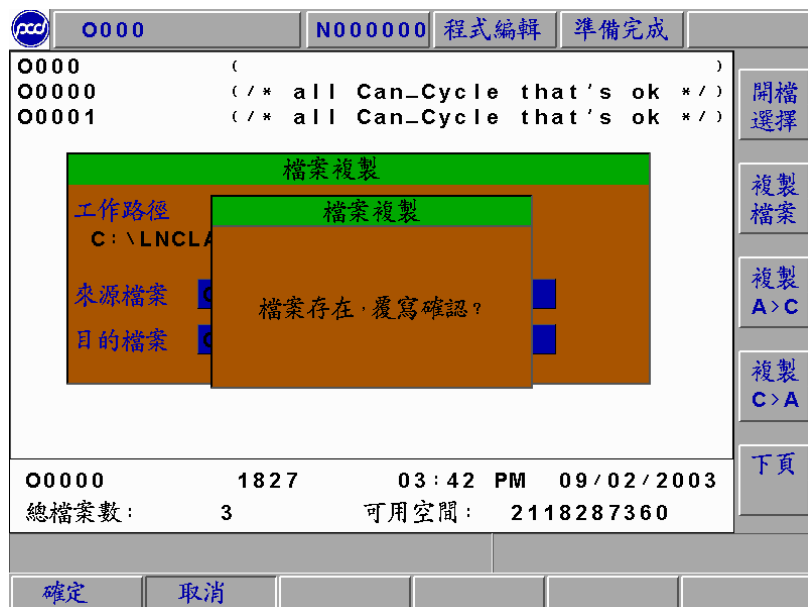 pcd O000 N000000 程式編輯 準備完成
O000 ( )
O0000 (/* all Can_Cycle that's ok */)
O0001 (/* all Can_Cycle that's ok */)
檔案複製
工作路徑
C:\LNCLA
來源檔案
目的檔案
檔案複製
檔案存在,覆寫確認?
O0000 1827 03:42 PM 09/02/2003
總檔案數: 3 可用空間: 2118287360
開檔
選擇
複製
檔案
複製
A>C
複製
C>A
下頁
確定 取消